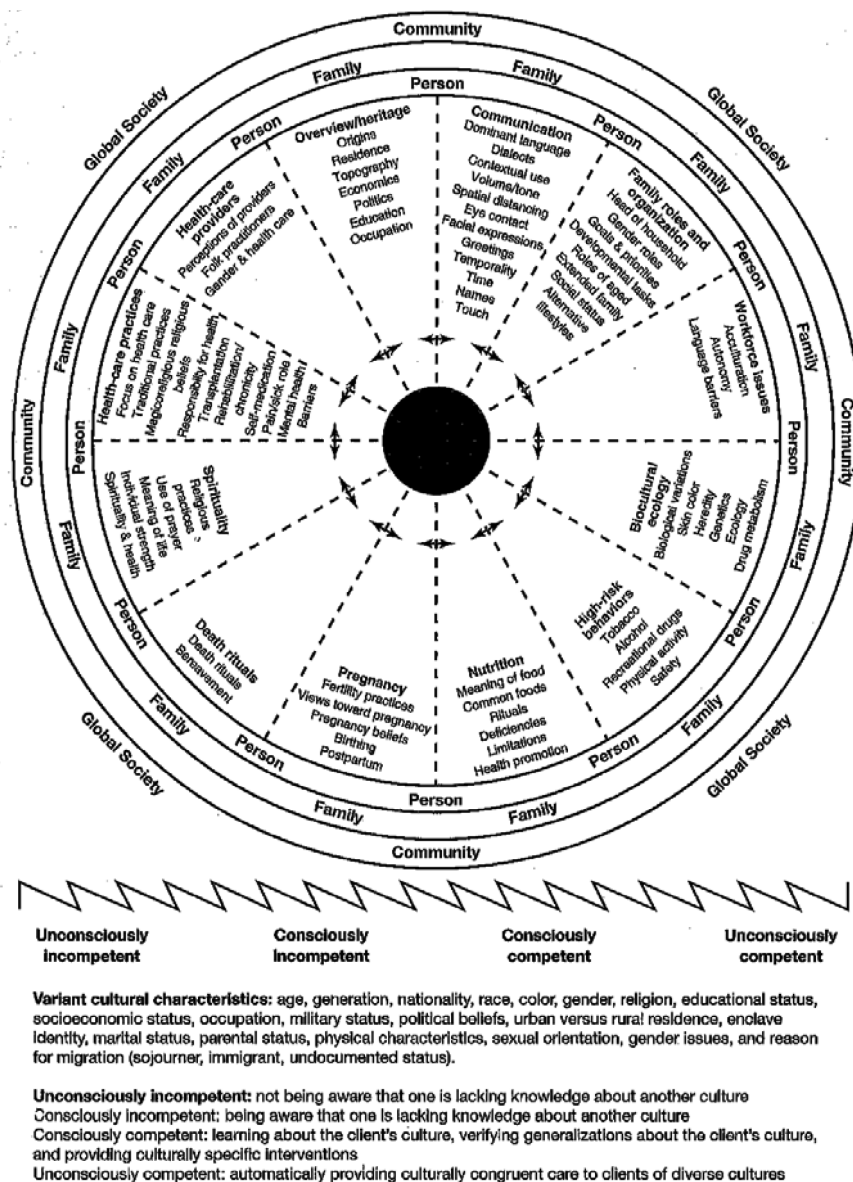 Community
Family
Family
Person
Global Society
Global Society
Person
Person
Family
Family
Person
Person
Family
Family
Community
Community
Person
Person
Family
Family
Person
Person
Family
Family
Person
Person
Global Society
Global Society
Person
Family
Family
Community
Overview/heritage
Origins
Residence
Topography
Economics
Politics
Education
Occupation
Communication
Dominant language
Dialects
Contextual use
Volume/tone
Spatial distancing
Eye contact
Facial expressions
Greetings
Temporality
Time
Names
Touch
Family roles and
organization
Head of household
Gender roles
Goals & priorities
Developmental tasks
Roles of aged
Extended family
Social status
Alternative
lifestyles
Workforce issues
Acculturation
Autonomy
Language barriers
Biocultural
ecology
Biological variations
Skin color
Heredity
Genetics
Ecology
Drug metabolism
High-risk
behaviors
Tobacco
Alcohol
Recreational drugs
Physical activity
Safety
Nutrition
Meaning of food
Common foods
Rituals
Deficiencies
Limitations
Health promotion
Pregnancy
Fertility practices
Views toward pregnancy
Pregnancy beliefs
Birthing
Postpartum
Death rituals
Death rituals
Bereavement
Spirituality
Religious
practices
Use of prayer
Meaning of life
Individual strength
Spirituality & health
Health-care practices
Focus on health care
Traditional practices
Magicoreligious religious
beliefs
Responsibility for health
Transplantation
Rehabilitation/
chronicity
Self-medication
Pain/sick role
Mental health
Barriers
Health-care
providers
Perceptions of providers
Folk practitioners
Gender & health care
Unconsciously
incompetent
Consciously
incompetent
Consciously
competent
Unconsciously
competent
Variant cultural characteristics: age, generation, nationality, race, color, gender, religion, educational status,
socioeconomic status, occupation, military status, political beliefs, urban versus rural residence, enclave
identity, marital status, parental status, physical characteristics, sexual orientation, gender issues, and reason
for migration (sojourner, immigrant, undocumented status).
Unconsciously incompetent: not being aware that one is lacking knowledge about another culture
Consciously incompetent: being aware that one is lacking knowledge about another culture
Consciously competent: learning about the client's culture, verifying generalizations about the client's culture,
and providing culturally specific interventions
Unconsciously competent: automatically providing culturally congruent care to clients of diverse cultures